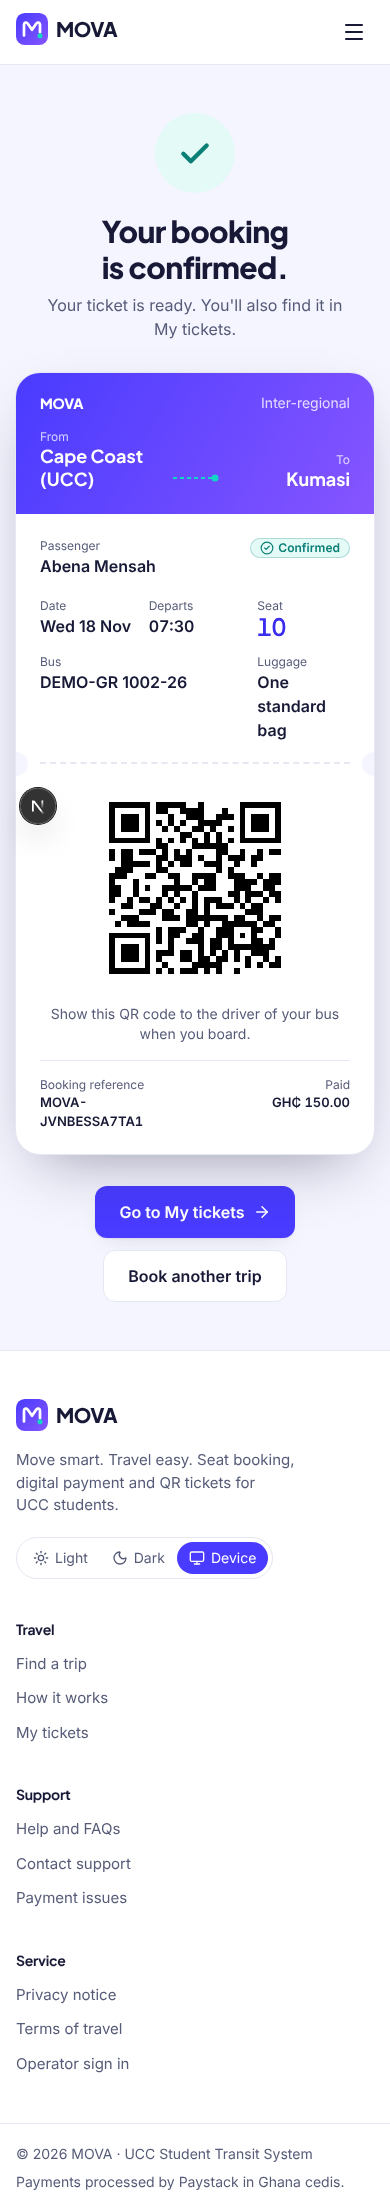 MOVA
Your booking
is confirmed.
Your ticket is ready. You'll also find it in
My tickets.
MOVA
Inter-regional
From
Cape Coast
(UCC)
To
Kumasi
Passenger
Abena Mensah
Confirmed
Date
Wed 18 Nov
Departs
07:30
Seat
10
Bus
DEMO-GR 1002-26
Luggage
One
standard
bag
N
Show this QR code to the driver of your bus
when you board.
Booking reference
MOVA-
JVNBESSA7TA1
Paid
GH₵ 150.00
Go to My tickets
Book another trip
MOVA
Move smart. Travel easy. Seat booking,
digital payment and QR tickets for
UCC students.
Light
Dark
Device
Travel
Find a trip
How it works
My tickets
Support
Help and FAQs
Contact support
Payment issues
Service
Privacy notice
Terms of travel
Operator sign in
© 2026 MOVA · UCC Student Transit System
Payments processed by Paystack in Ghana cedis.